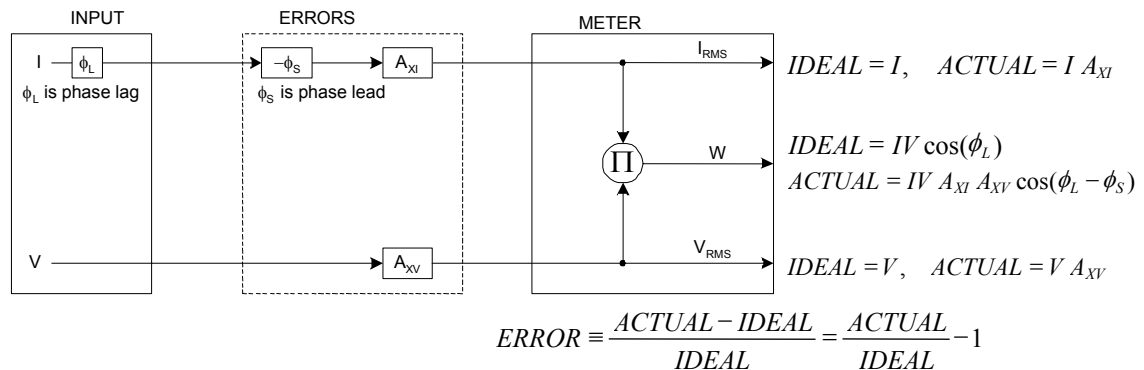 INPUT
ERRORS
METER
I
ϕL
−ϕS
AXI
IRMS
IDEAL = I, ACTUAL = I AXI
ϕL is phase lag
ϕS is phase lead
Π
W
IDEAL = IV cos(ϕL)
ACTUAL = IV AXI AXV cos(ϕL − ϕS)
V
AXV
VRMS
IDEAL = V, ACTUAL = V AXV
ERROR ≡ ACTUAL − IDEAL / IDEAL = ACTUAL / IDEAL − 1